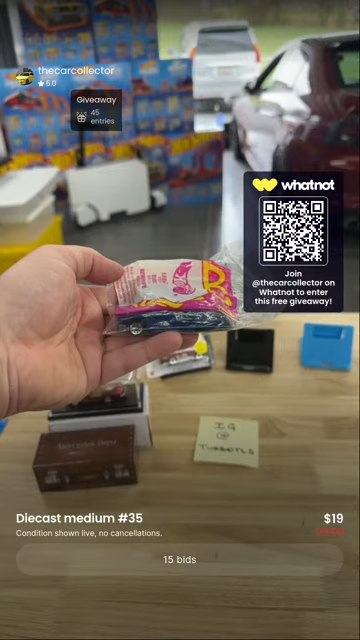 thecarcollector
★ 5.0
Giveaway
45
entries
whatnot
Join
@thecarcollector on
Whatnot to enter
this free giveaway!
Mercedes-Benz
IG
@
TURBOTLS
Diecast medium #35
$19
Condition shown live, no cancellations.
15 bids